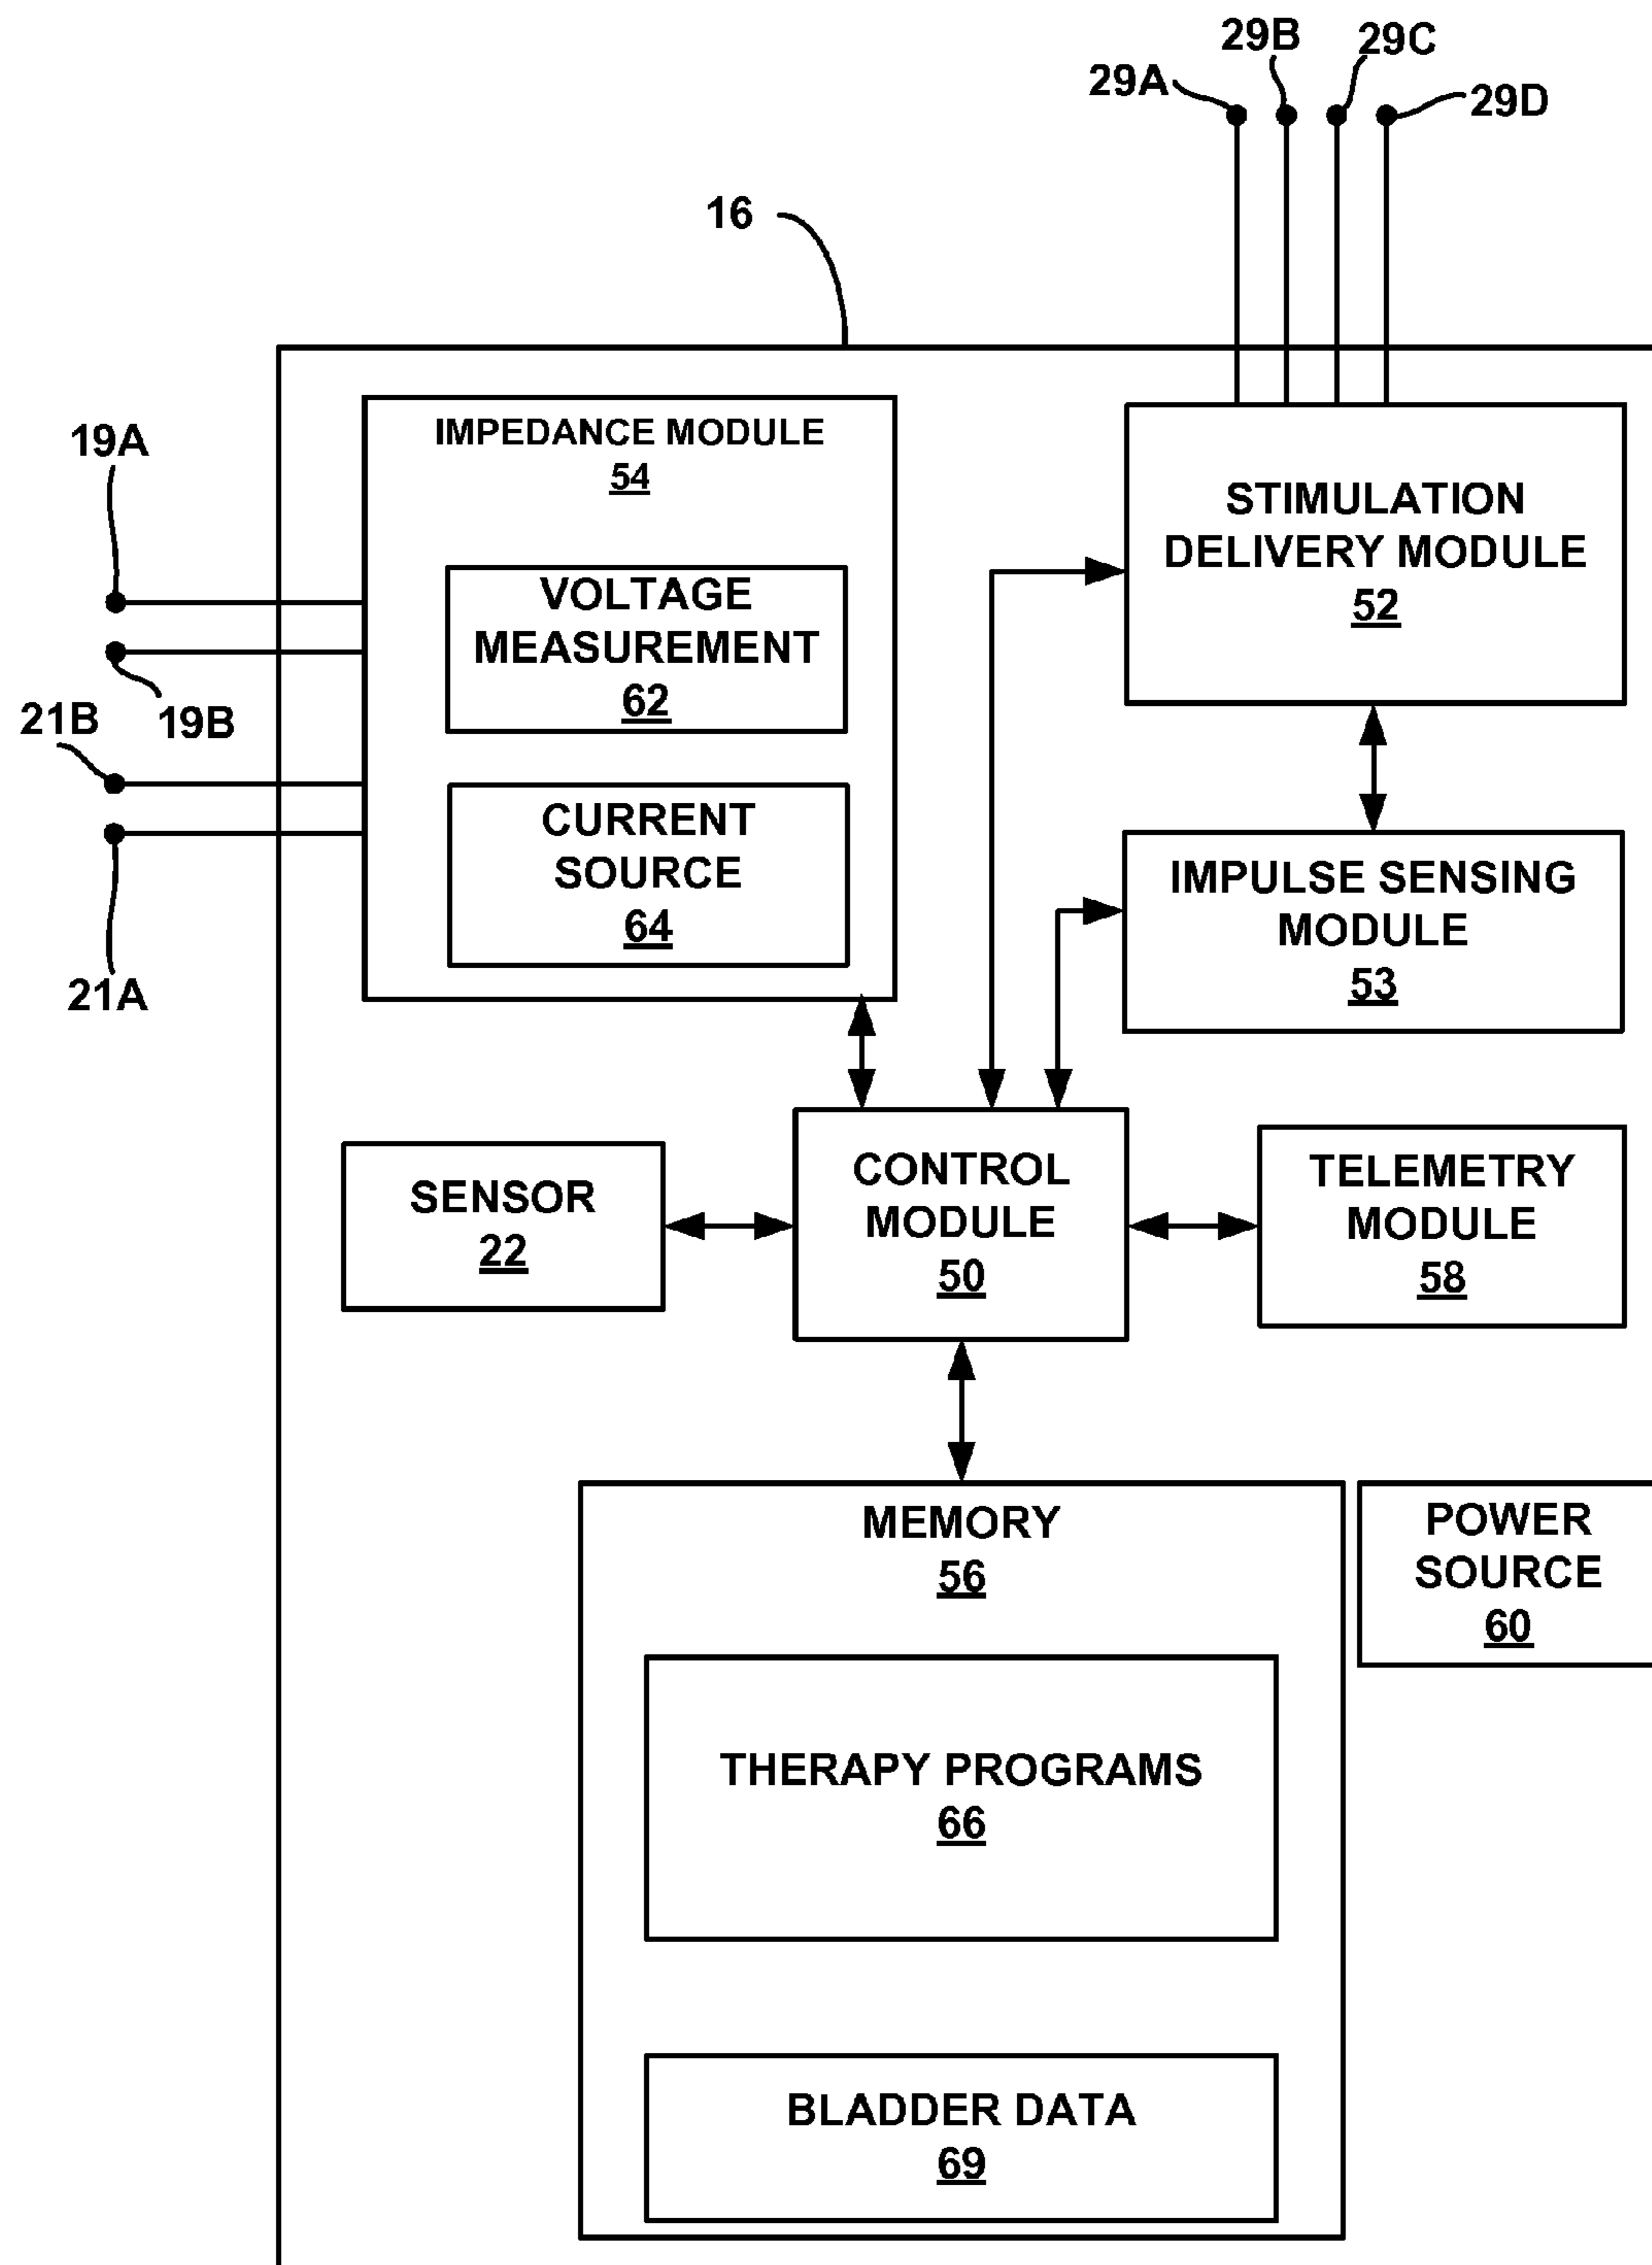 29B
29C
29A
29D
16
IMPEDANCE MODULE
54
19A
VOLTAGE
MEASUREMENT
62
21B
19B
CURRENT
SOURCE
64
21A
STIMULATION
DELIVERY MODULE
52
IMPULSE SENSING
MODULE
53
SENSOR
22
CONTROL
MODULE
50
TELEMETRY
MODULE
58
MEMORY
56
POWER
SOURCE
60
THERAPY PROGRAMS
66
BLADDER DATA
69